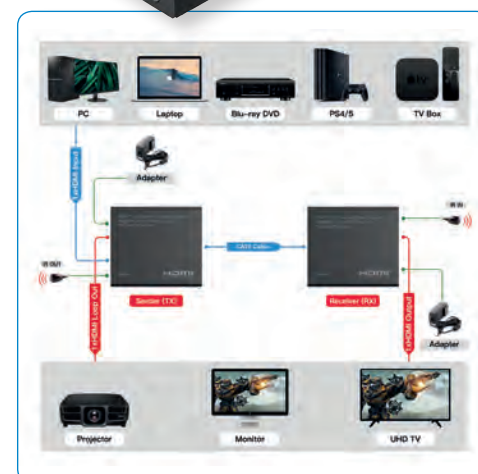 PC
Laptop
Blu-ray DVD
PS4/5
TV Box
tv
1xHDMI Input
Adapter
IR IN
IR OUT
CAT6 Cable
HDMI
HDMI
Sender (TX)
Receiver (RX)
1xHDMI Loop Out
1xHDMI Output
Adapter
Projector
Monitor
UHD TV